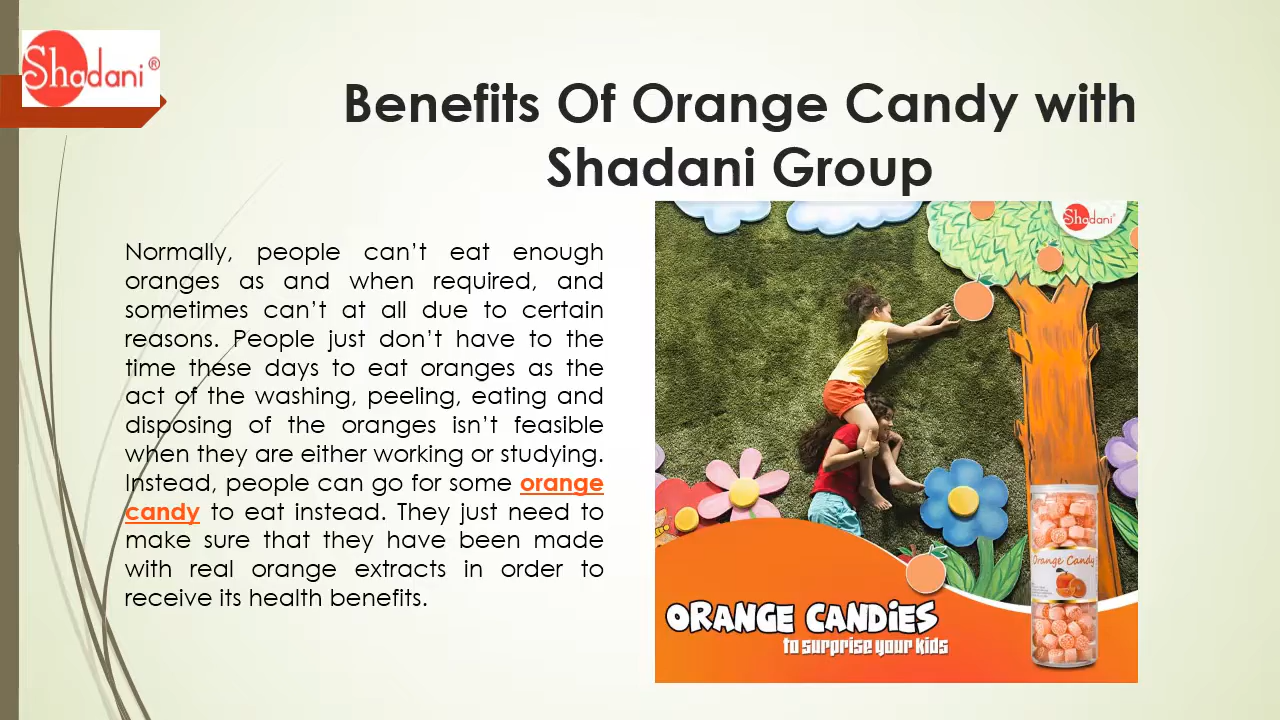 Shadani®
Benefits Of Orange Candy with
Shadani Group
Normally, people can’t eat enough
oranges as and when required, and
sometimes can’t at all due to certain
reasons. People just don’t have to the
time these days to eat oranges as the
act of the washing, peeling, eating and
disposing of the oranges isn’t feasible
when they are either working or studying.
Instead, people can go for some orange
candy to eat instead. They just need to
make sure that they have been made
with real orange extracts in order to
receive its health benefits.
Shadani®
Orange Candy
ORANGE CANDiES
to surprise your kids